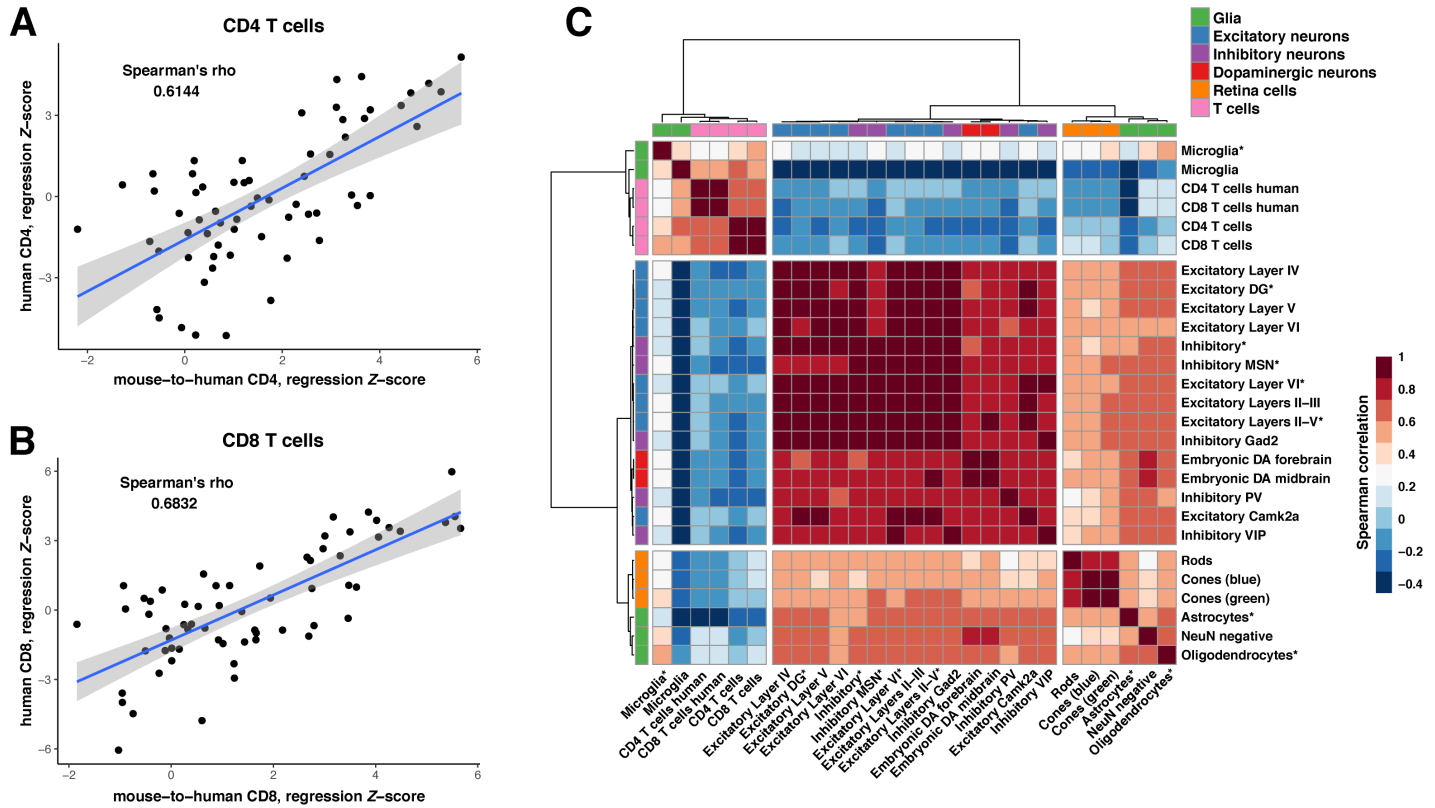 A
CD4 T cells
Spearman's rho
0.6144
human CD4, regression Z−score
3
0
−3
−2
0
2
4
6
mouse−to−human CD4, regression Z−score
B
CD8 T cells
Spearman's rho
0.6832
human CD8, regression Z−score
6
3
0
−3
−6
−2
0
2
4
6
mouse−to−human CD8, regression Z−score
C
Glia
Excitatory neurons
Inhibitory neurons
Dopaminergic neurons
Retina cells
T cells
Microglia*
Microglia
CD4 T cells human
CD8 T cells human
CD4 T cells
CD8 T cells
Excitatory Layer IV
Excitatory DG*
Excitatory Layer V
Excitatory Layer VI
Inhibitory*
Inhibitory MSN*
Excitatory Layer VI*
Excitatory Layers II−III
Excitatory Layers II−V*
Inhibitory Gad2
Embryonic DA forebrain
Embryonic DA midbrain
Inhibitory PV
Excitatory Camk2a
Inhibitory VIP
Rods
Cones (blue)
Cones (green)
Astrocytes*
NeuN negative
Oligodendrocytes*
Microglia*
Microglia
CD4 T cells human
CD8 T cells human
CD4 T cells
CD8 T cells
Excitatory Layer IV
Excitatory DG*
Excitatory Layer V
Excitatory Layer VI
Inhibitory*
Inhibitory MSN*
Excitatory Layer VI*
Excitatory Layers II−III
Excitatory Layers II−V*
Inhibitory Gad2
Embryonic DA forebrain
Embryonic DA midbrain
Inhibitory PV
Excitatory Camk2a
Inhibitory VIP
Rods
Cones (blue)
Cones (green)
Astrocytes*
NeuN negative
Oligodendrocytes*
Spearman correlation
1
0.8
0.6
0.4
0.2
0
−0.2
−0.4